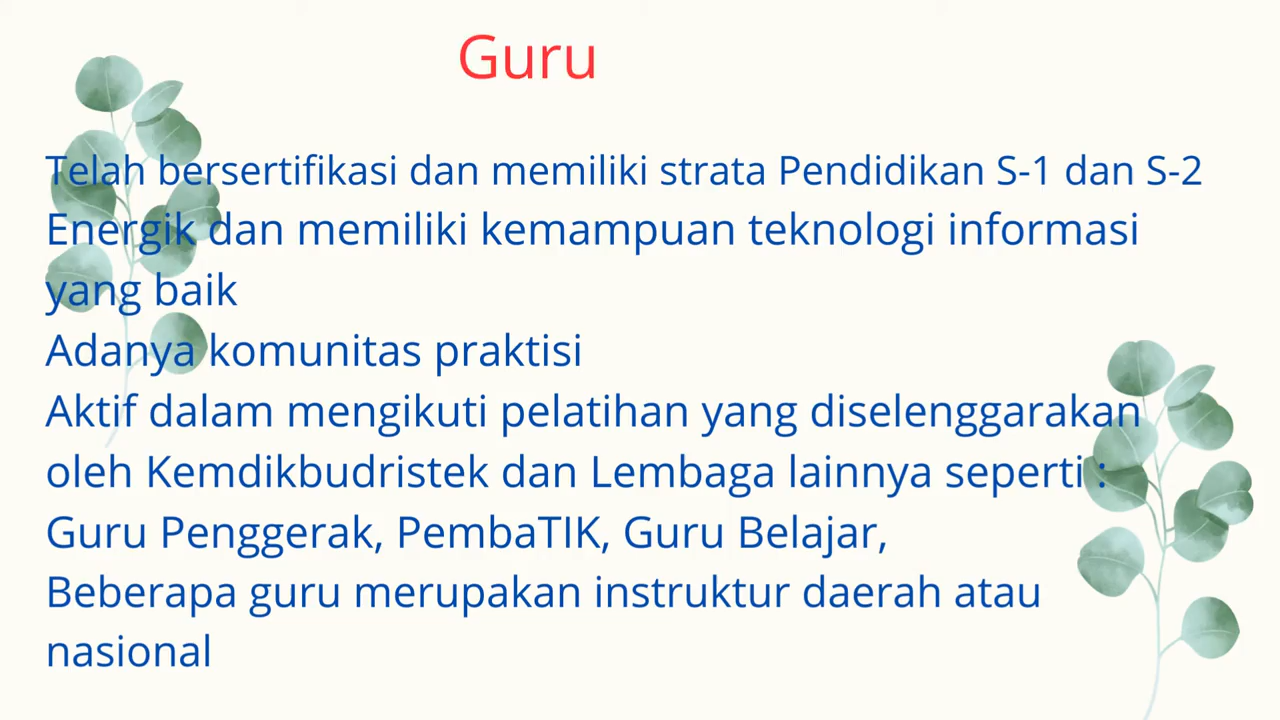 Guru
Telah bersertifikasi dan memiliki strata Pendidikan S-1 dan S-2
Energik dan memiliki kemampuan teknologi informasi
yang baik
Adanya komunitas praktisi
Aktif dalam mengikuti pelatihan yang diselenggarakan
oleh Kemdikbudristek dan Lembaga lainnya seperti :
Guru Penggerak, PembaTIK, Guru Belajar,
Beberapa guru merupakan instruktur daerah atau
nasional